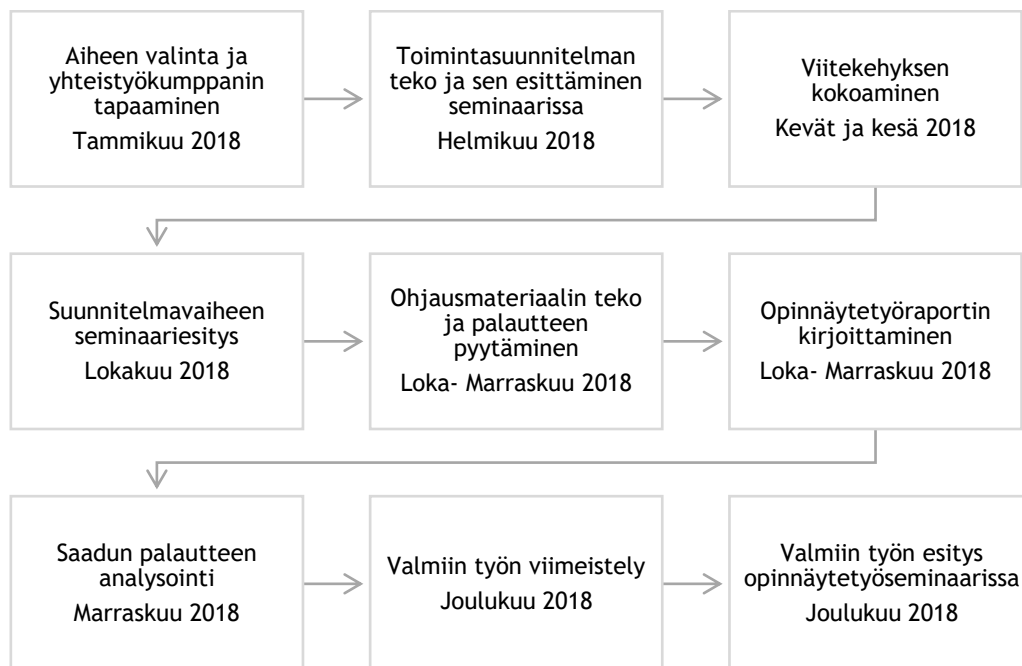 Aiheen valinta ja
yhteistyökumppanin
tapaaminen
Tammikuu 2018
Toimintasuunnitelman
teko ja sen esittäminen
seminaarissa
Helmikuu 2018
Viitekehyksen
kokoaminen
Kevät ja kesä 2018
Suunnitelmavaiheen
seminaariesitys
Lokakuu 2018
Ohjausmateriaalin teko
ja palautteen
pyytäminen
Loka- Marraskuu 2018
Opinnäytetyöraportin
kirjoittaminen
Loka- Marraskuu 2018
Saadun palautteen
analysointi
Marraskuu 2018
Valmiin työn viimeistely
Joulukuu 2018
Valmiin työn esitys
opinnäytetyöseminaarissa
Joulukuu 2018